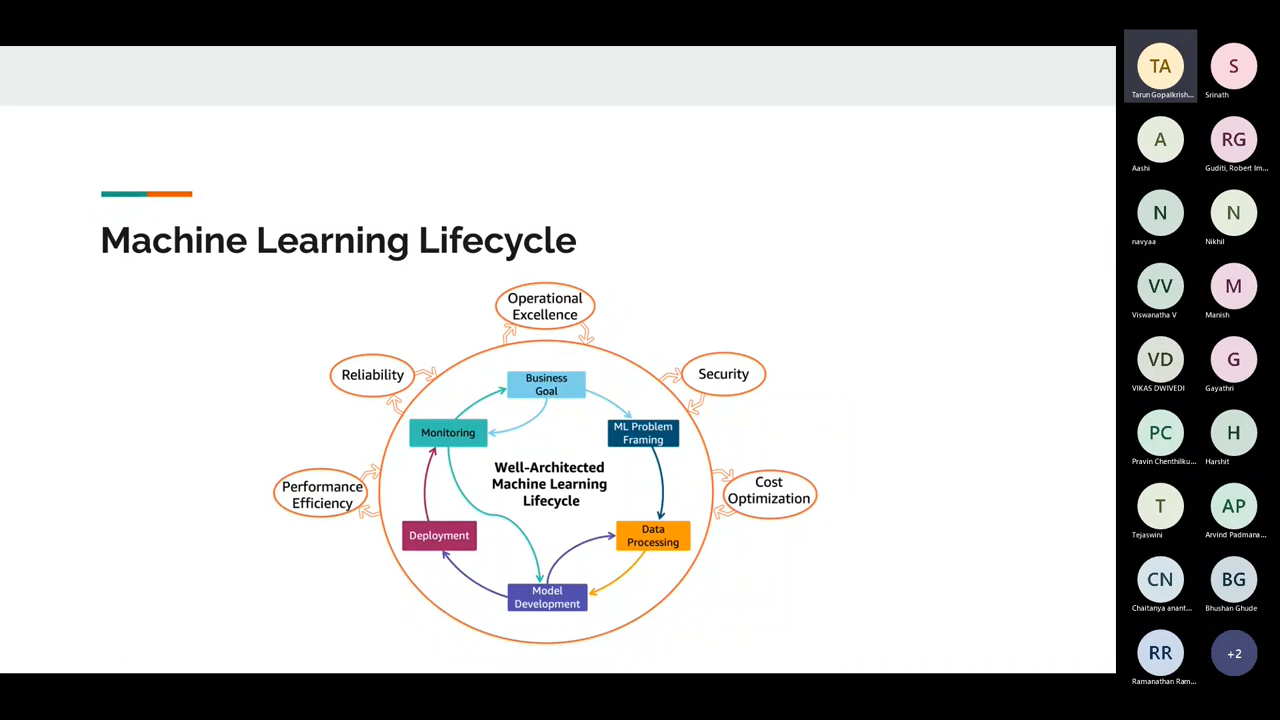 Machine Learning Lifecycle
Operational
Excellence
Reliability
Security
Business
Goal
Monitoring
ML Problem
Framing
Well-Architected
Machine Learning
Lifecycle
Performance
Efficiency
Cost
Optimization
Deployment
Data
Processing
Model
Development
TA
Tarun Gopalkrish...
S
Srinath
A
Aashi
RG
Guditi, Robert Im...
N
navyaa
N
Nikhil
VV
Viswanatha V
M
Manish
VD
VIKAS DWIVEDI
G
Gayathri
PC
Pravin Chenthilku...
H
Harshit
T
Tejaswini
AP
Arvind Padmana...
CN
Chaitanya anant...
BG
Bhushan Ghude
RR
Ramanathan Ram...
+2